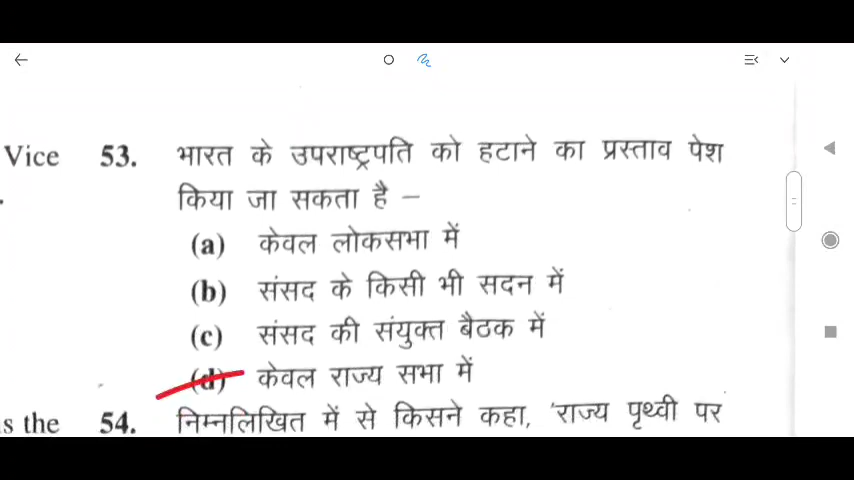 Vice 53. भारत के उपराष्ट्रपति को हटाने का प्रस्ताव पेश
किया जा सकता है –
(a) केवल लोकसभा में
(b) संसद के किसी भी सदन में
(c) संसद की संयुक्त बैठक में
(d) केवल राज्य सभा में
s the 54. निम्नलिखित में से किसने कहा, 'राज्य पृथ्वी पर